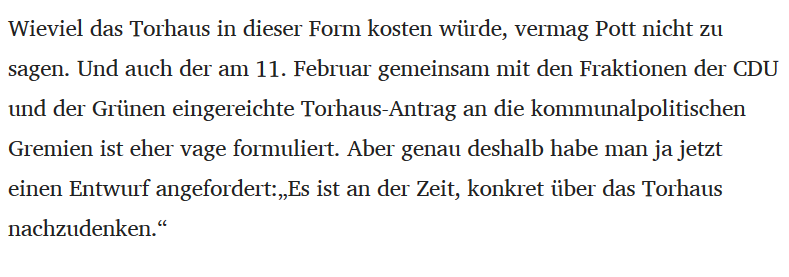 Wieviel das Torhaus in dieser Form kosten würde, vermag Pott nicht zu
sagen. Und auch der am 11. Februar gemeinsam mit den Fraktionen der CDU
und der Grünen eingereichte Torhaus-Antrag an die kommunalpolitischen
Gremien ist eher vage formuliert. Aber genau deshalb habe man ja jetzt
einen Entwurf angefordert:„Es ist an der Zeit, konkret über das Torhaus
nachzudenken.“